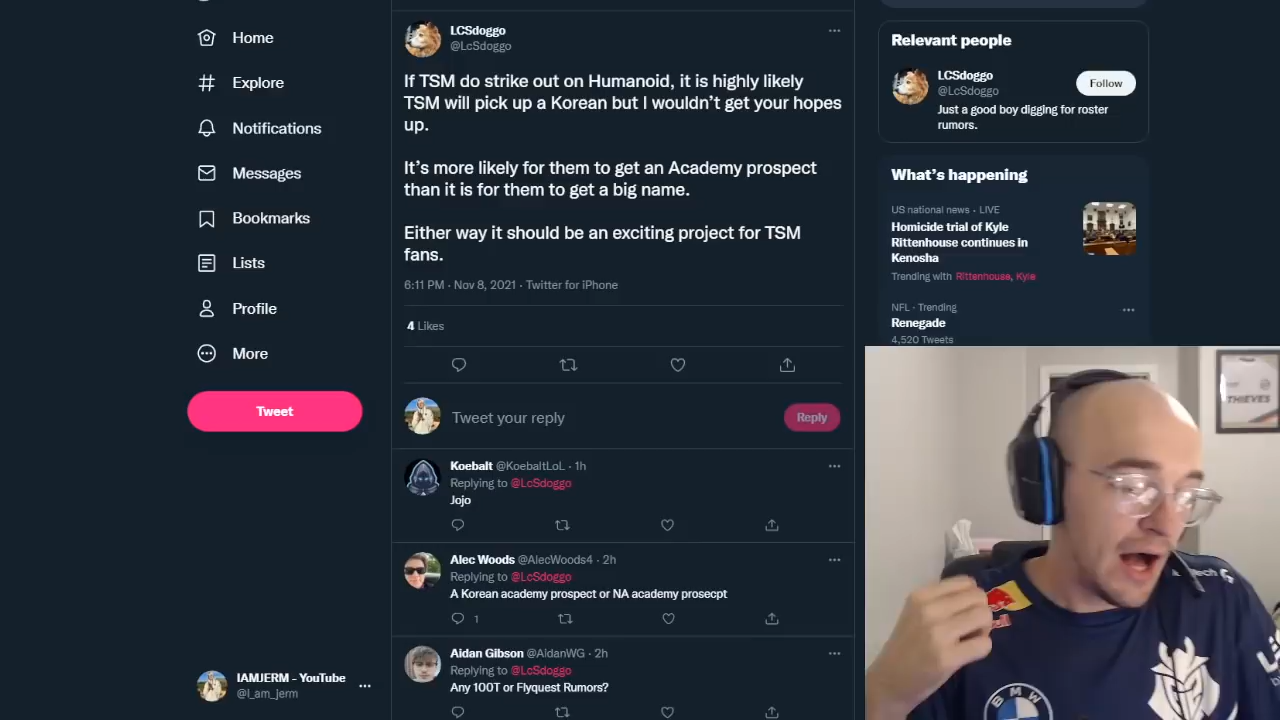 Home
Explore
Notifications
Messages
Bookmarks
Lists
Profile
More
Tweet
IAMJERM - YouTube
@i_am_jerm
LCSdoggo
@LcSdoggo
If TSM do strike out on Humanoid, it is highly likely
TSM will pick up a Korean but I wouldn't get your hopes
up.
It's more likely for them to get an Academy prospect
than it is for them to get a big name.
Either way it should be an exciting project for TSM
fans.
6:11 PM · Nov 8, 2021 · Twitter for iPhone
4 Likes
Tweet your reply
Reply
Koebalt @KoebaltLoL · 1h
Replying to @LcSdoggo
Jojo
Alec Woods @AlecWoods4 · 2h
Replying to @LcSdoggo
A Korean academy prospect or NA academy prosecpt
1
Aidan Gibson @AidanWG · 2h
Replying to @LcSdoggo
Any 100T or Flyquest Rumors?
Relevant people
LCSdoggo
@LcSdoggo
Follow
Just a good boy digging for roster
rumors.
What's happening
US national news · LIVE
Homicide trial of Kyle
Rittenhouse continues in
Kenosha
Trending with Rittenhouse, Kyle
NFL · Trending
Renegade
4,520 Tweets
THIEVES
BMW